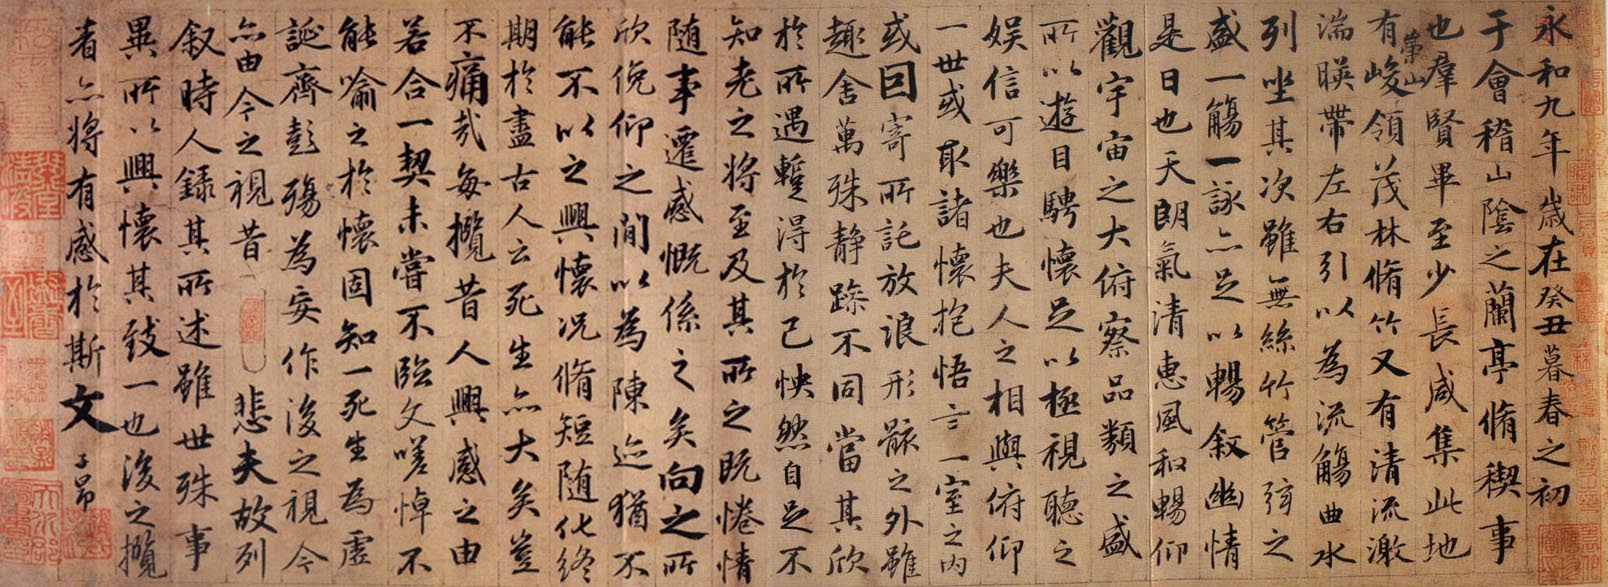 永和九年歲在癸丑暮春之初
于會稽山陰之蘭亭脩稧事
也羣賢畢至少長咸集此地
崇山
有峻領茂林脩竹又有清流激
湍暎帶左右引以為流觴曲水
列坐其次雖無絲竹管弦之
盛一觴一詠亦足以暢叙幽情
是日也天朗氣清惠風和暢仰
觀宇宙之大俯察品類之盛
所以遊目騁懷足以極視聽之
娛信可樂也夫人之相與俯仰
一世或取諸懷抱悟言一室之内
或因寄所託放浪形骸之外雖
趣舍萬殊静躁不同當其欣
於所遇蹔得於己怏然自足不
知老之將至及其所之既惓情
随事遷感慨係之矣向之所
欣俛仰之閒以為陳迹猶不
能不以之興懷況脩短随化終
期於盡古人云死生亦大矣豈
不痛哉每攬昔人興感之由
若合一契未嘗不臨文嗟悼不
能喻之於懷固知一死生為虛
誕齊彭殤為妄作後之視今
亦由今之視昔悲夫故列
叙時人錄其所述雖世殊事
異所以興懷其致一也後之攬
者亦將有感於斯文子昂